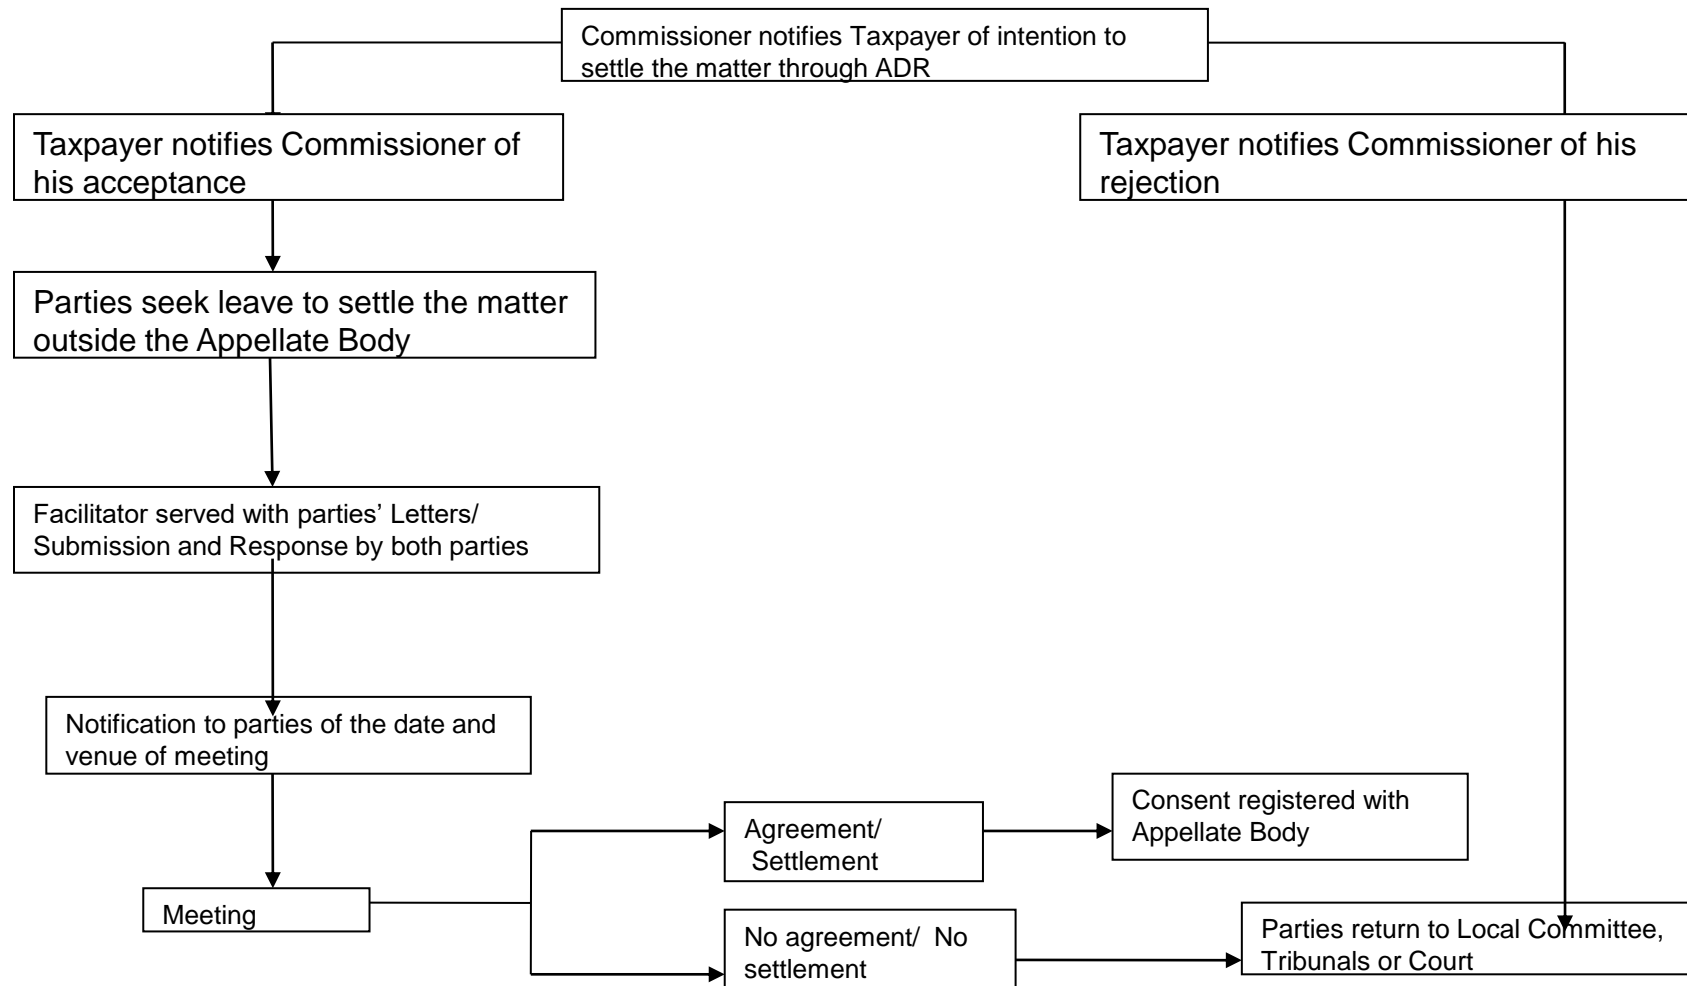 Commissioner notifies Taxpayer of intention to
settle the matter through ADR
Taxpayer notifies Commissioner of
his acceptance
Taxpayer notifies Commissioner of his
rejection
Parties seek leave to settle the matter
outside the Appellate Body
Facilitator served with parties’ Letters/
Submission and Response by both parties
Notification to parties of the date and
venue of meeting
Meeting
Agreement/
Settlement
Consent registered with
Appellate Body
No agreement/ No
settlement
Parties return to Local Committee,
Tribunals or Court